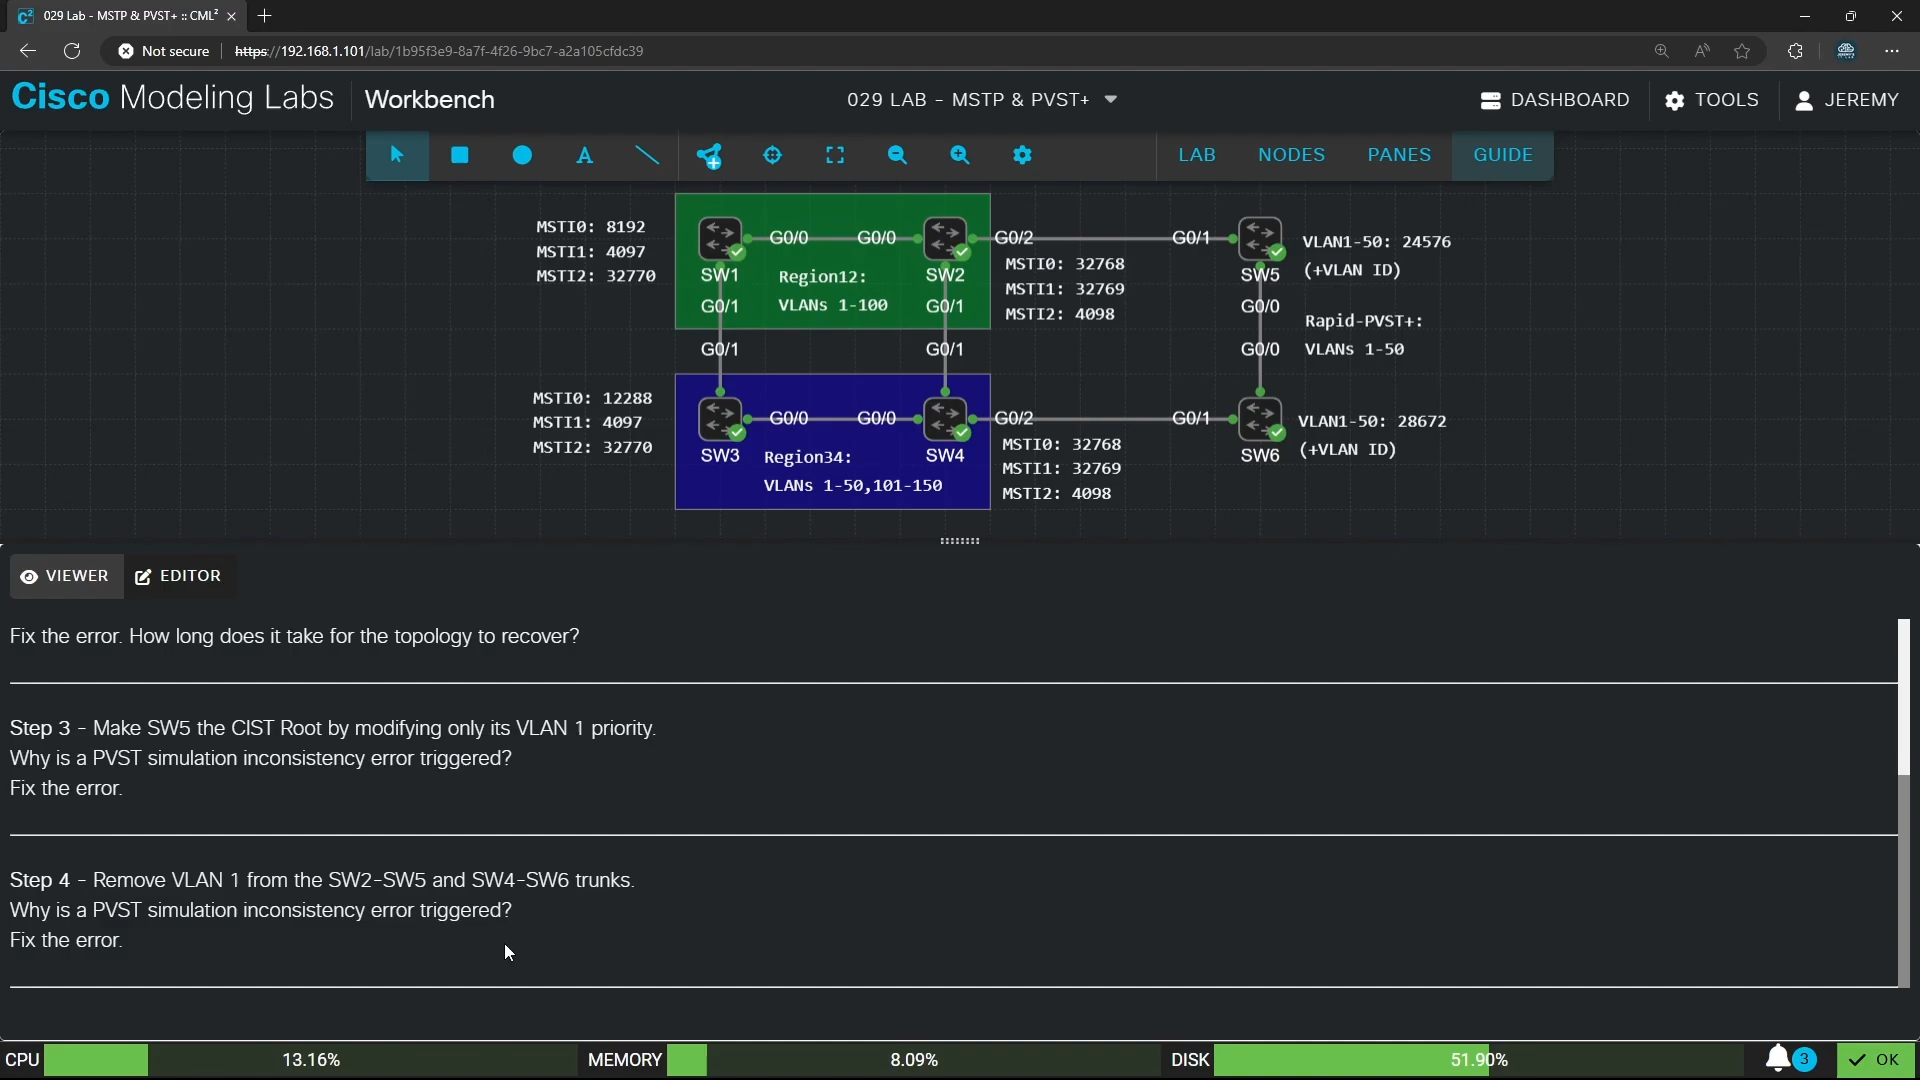 029 Lab - MSTP & PVST+ :: CML²
Not secure
https://192.168.1.101/lab/1b95f3e9-8a7f-4f26-9bc7-a2a105cfdc39
Cisco Modeling Labs
Workbench
029 LAB - MSTP & PVST+
DASHBOARD
TOOLS
JEREMY
LAB
NODES
PANES
GUIDE
MSTI0: 8192
MSTI1: 4097
MSTI2: 32770
G0/0
G0/0
SW1
SW2
Region12:
VLANs 1-100
G0/1
G0/1
G0/2
MSTI0: 32768
MSTI1: 32769
MSTI2: 4098
G0/1
SW5
VLAN1-50: 24576
(+VLAN ID)
G0/0
Rapid-PVST+:
VLANs 1-50
G0/1
G0/1
G0/0
MSTI0: 12288
MSTI1: 4097
MSTI2: 32770
G0/0
G0/0
SW3
SW4
Region34:
VLANs 1-50,101-150
G0/2
MSTI0: 32768
MSTI1: 32769
MSTI2: 4098
G0/1
SW6
VLAN1-50: 28672
(+VLAN ID)
VIEWER
EDITOR
Fix the error. How long does it take for the topology to recover?
Step 3 - Make SW5 the CIST Root by modifying only its VLAN 1 priority.
Why is a PVST simulation inconsistency error triggered?
Fix the error.
Step 4 - Remove VLAN 1 from the SW2-SW5 and SW4-SW6 trunks.
Why is a PVST simulation inconsistency error triggered?
Fix the error.
CPU
13.16%
MEMORY
8.09%
DISK
51.90%
3
OK